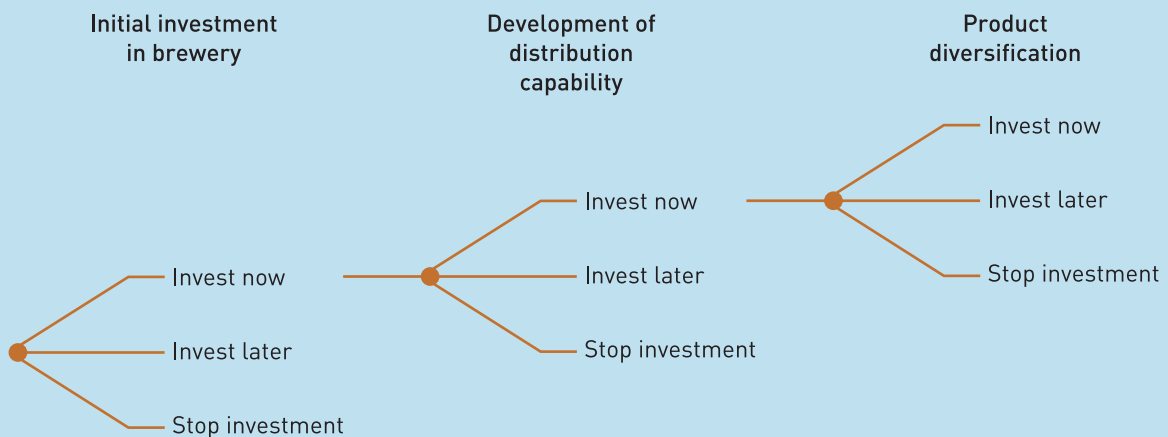 Initial investment
in brewery
Development of
distribution
capability
Product
diversification
Invest now
Invest later
Stop investment
Invest now
Invest later
Stop investment
Invest now
Invest later
Stop investment